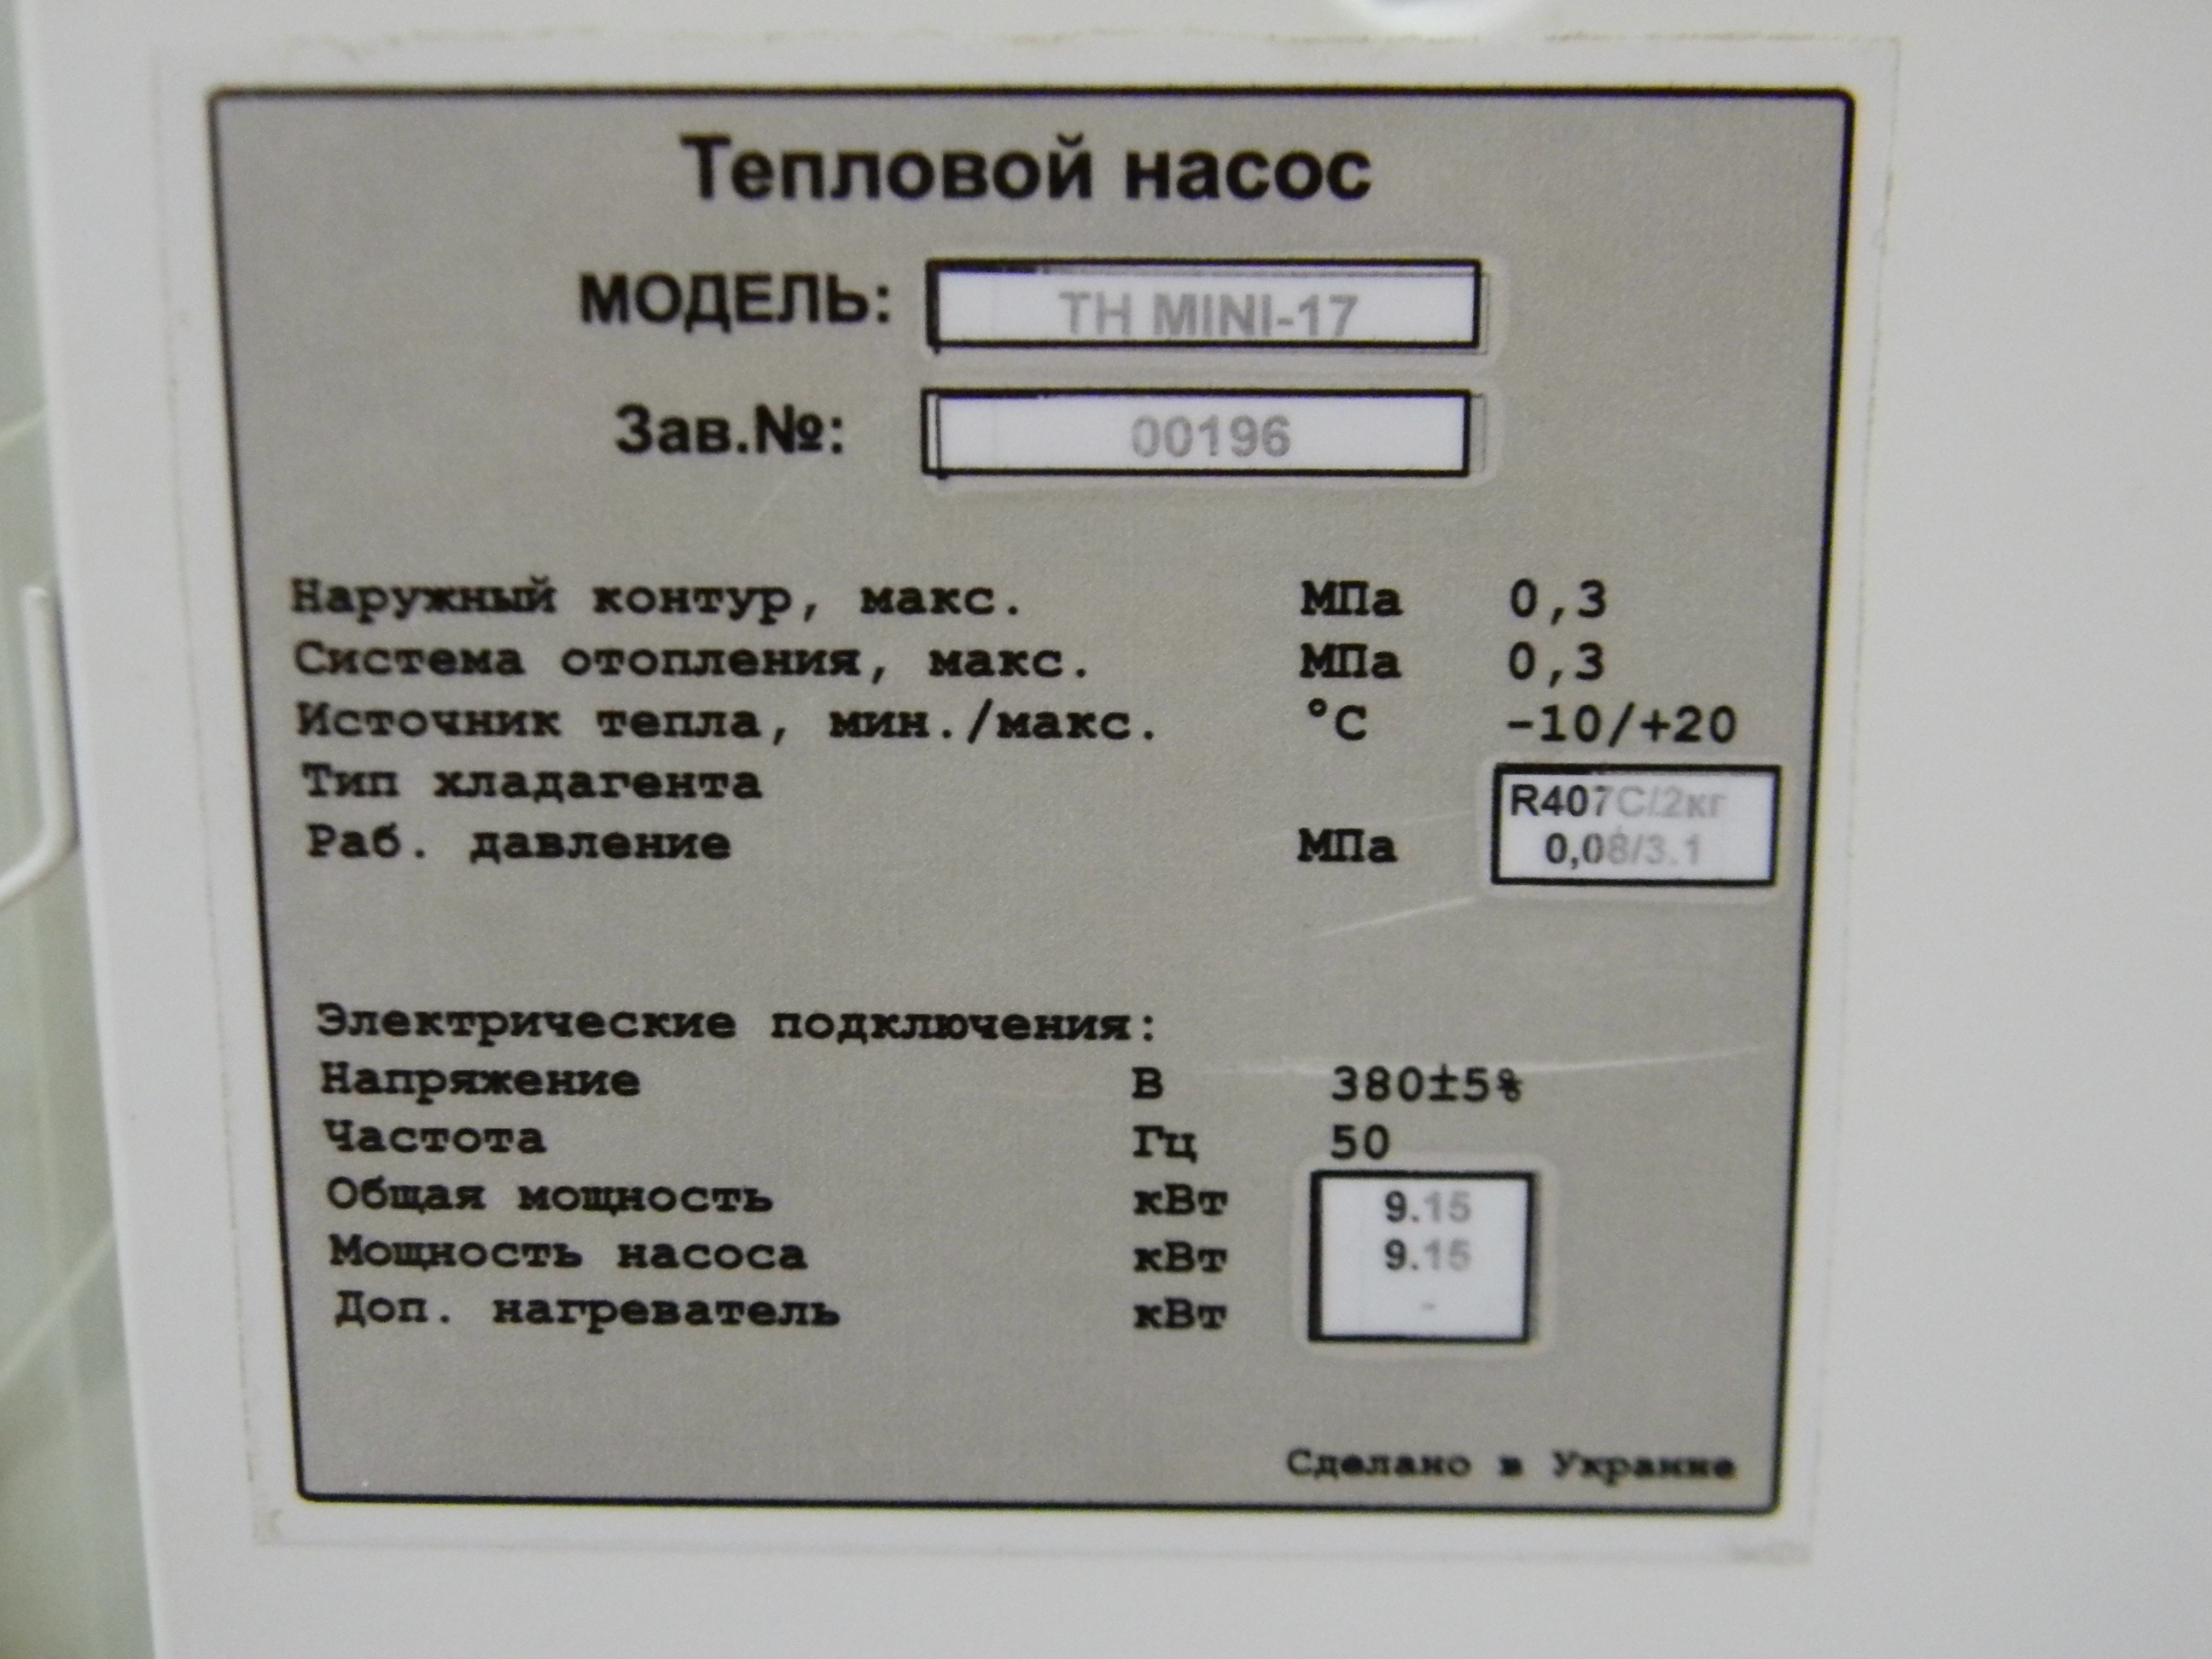 Тепловой насос
МОДЕЛЬ: ТН MINI-17
Зав.№: 00196
Наружный контур, макс. МПа 0,3
Система отопления, макс. МПа 0,3
Источник тепла, мин./макс. °C -10/+20
Тип хладагента R407C/2кг
Раб. давление МПа 0,08/3.1
Электрические подключения:
Напряжение В 380±5%
Частота Гц 50
Общая мощность кВт 9.15
Мощность насоса кВт 9.15
Доп. нагреватель кВт -
Сделано в Украине